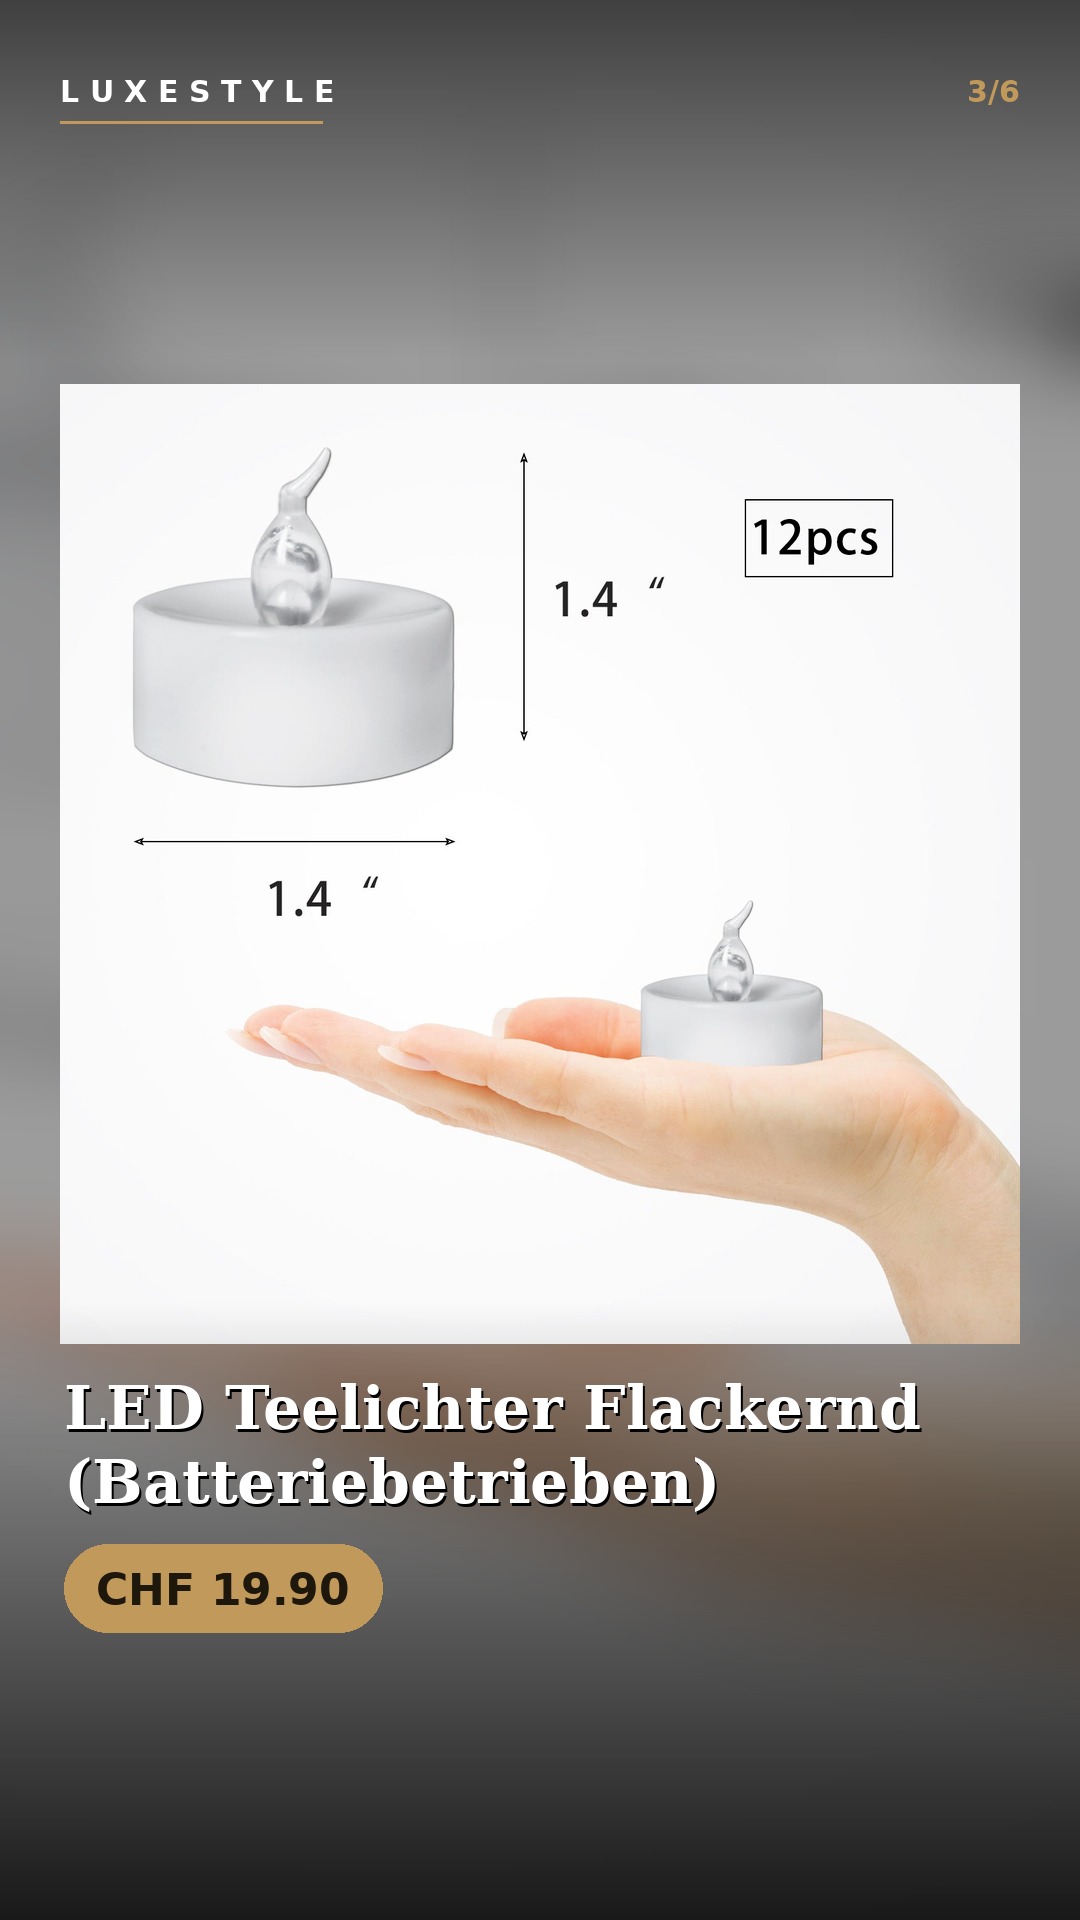 LUXESTYLE
3/6
12pcs
1.4 “
1.4 “
LED Teelichter Flackernd
(Batteriebetrieben)
CHF 19.90